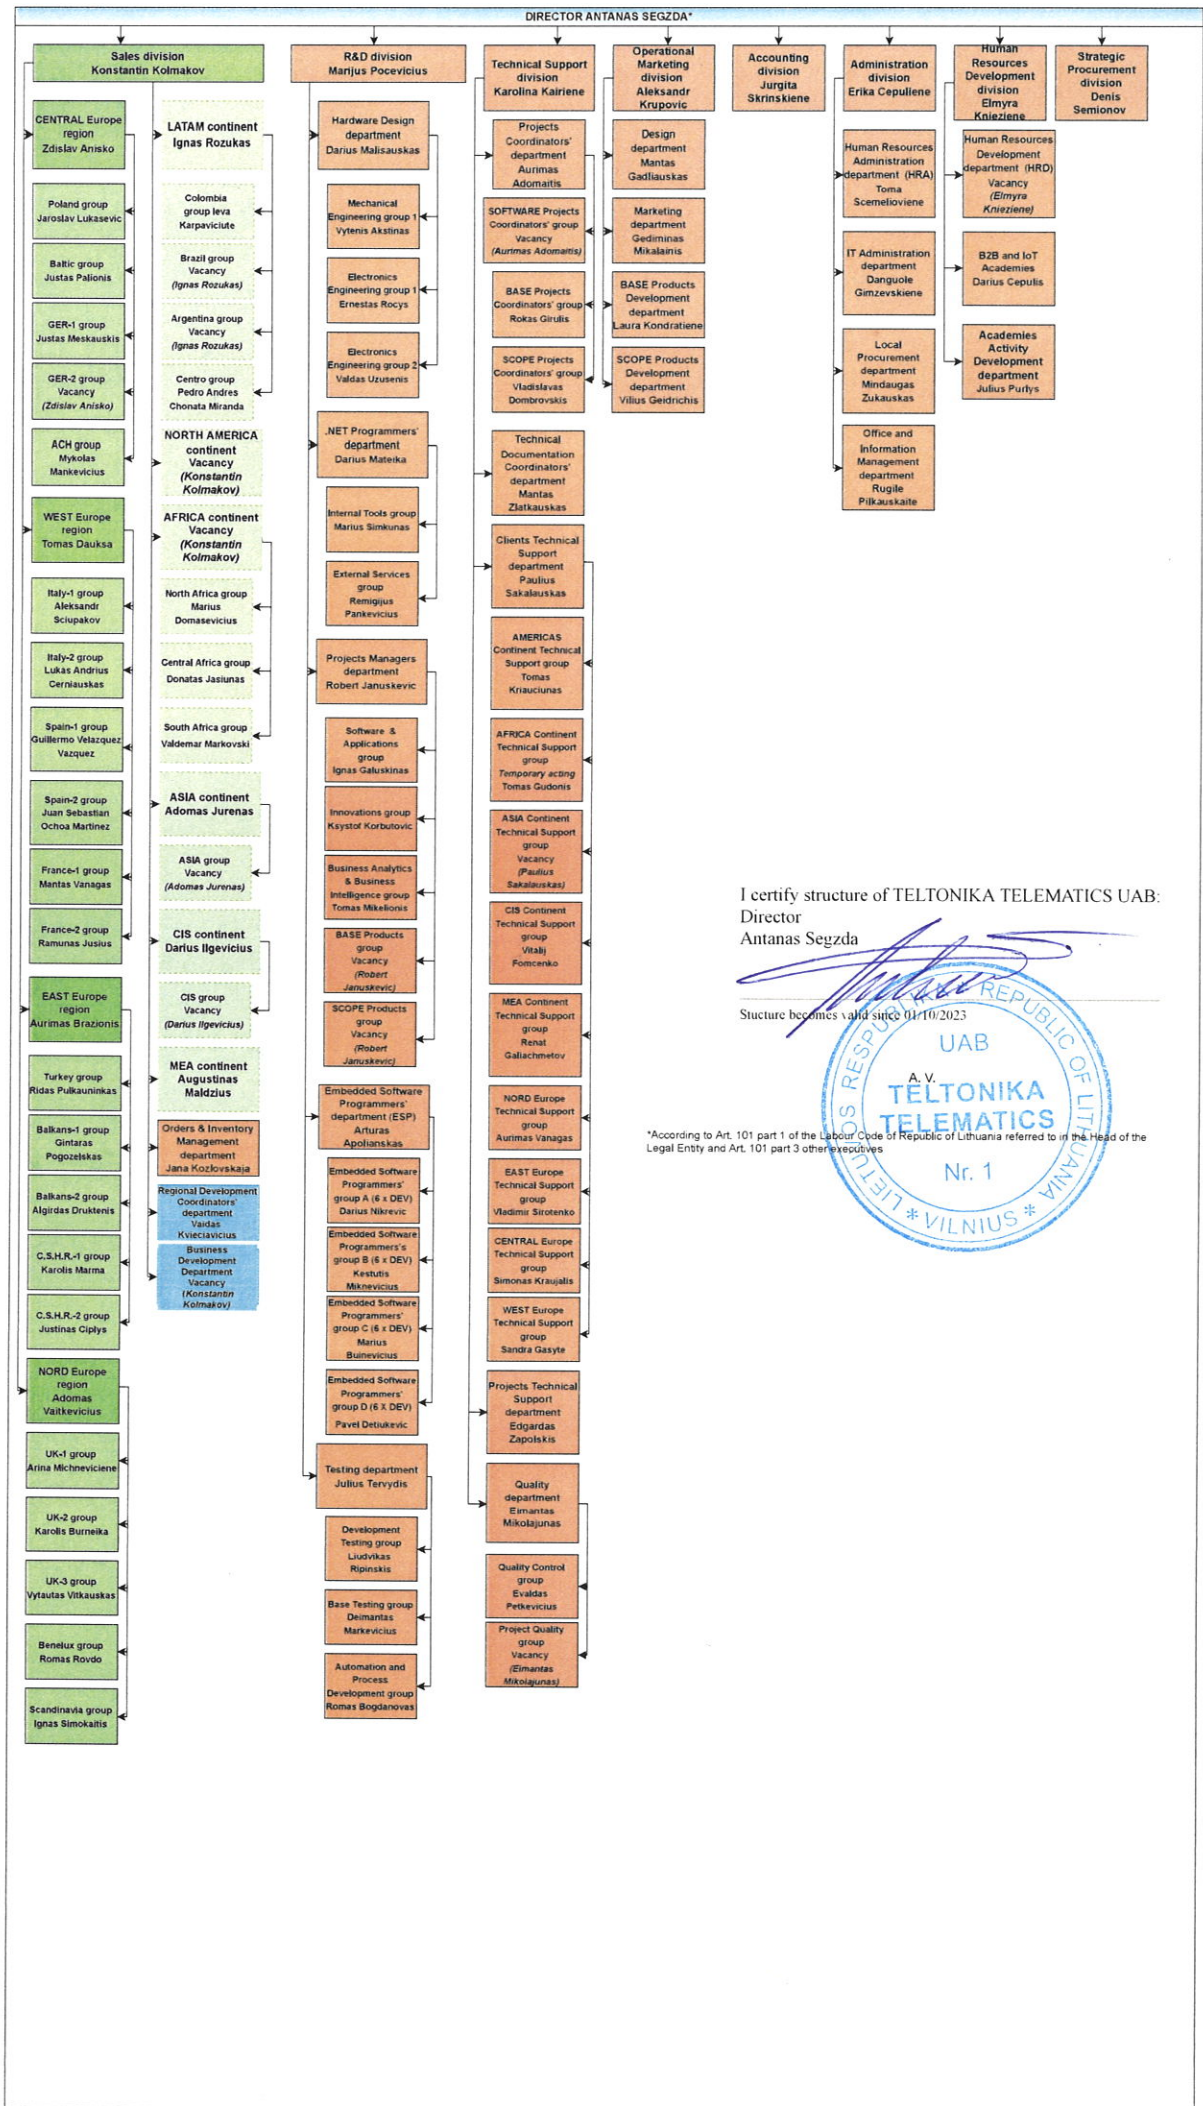 DIRECTOR ANTANAS SEGZDA*
Sales division
Konstantin Kolmakov
CENTRAL Europe
region
Zdislav Anisko
Poland group
Jaroslav Lukasevic
Baltic group
Justas Palionis
GER-1 group
Justas Meskauskis
GER-2 group
Vacancy
(Zdislav Anisko)
ACH group
Mykolas
Mankevicius
WEST Europe
region
Tomas Dauksa
Italy-1 group
Aleksandr
Sciupakov
Italy-2 group
Lukas Andrius
Cerniauskas
Spain-1 group
Guillermo Velazquez
Vazquez
Spain-2 group
Juan Sebastian
Ochoa Martinez
France-1 group
Mantas Vanagas
France-2 group
Ramunas Jusius
EAST Europe
region
Aurimas Brazionis
Turkey group
Ridas Pulkauninkas
Balkans-1 group
Gintaras
Pogozelskas
Balkans-2 group
Algirdas Druktenis
C.S.H.R.-1 group
Karolis Marma
C.S.H.R.-2 group
Justinas Ciplys
NORD Europe
region
Adomas
Vaitkevicius
UK-1 group
Arina Michneviciene
UK-2 group
Karolis Burneika
UK-3 group
Vytautas Vitkauskas
Benelux group
Romas Rovdo
Scandinavia group
Ignas Simokaitis
LATAM continent
Ignas Rozukas
Colombia
group Ieva
Karpaviciute
Brazil group
Vacancy
(Ignas Rozukas)
Argentina group
Vacancy
(Ignas Rozukas)
Centro group
Pedro Andres
Chonata Miranda
NORTH AMERICA
continent
Vacancy
(Konstantin
Kolmakov)
AFRICA continent
Vacancy
(Konstantin
Kolmakov)
North Africa group
Marius
Domasevicius
Central Africa group
Donatas Jasiunas
South Africa group
Valdemar Markovski
ASIA continent
Adomas Jurenas
ASIA group
Vacancy
(Adomas Jurenas)
CIS continent
Darius Ilgevicius
CIS group
Vacancy
(Darius Ilgevicius)
MEA continent
Augustinas
Maldzius
Orders & Inventory
Management
department
Jana Kozlovskaja
Regional Development
Coordinators'
department
Vaidas
Kvieciavicius
Business
Development
Department
Vacancy
(Konstantin
Kolmakov)
R&D division
Marijus Pocevicius
Hardware Design
department
Darius Malisauskas
Mechanical
Engineering group 1
Vytenis Akstinas
Electronics
Engineering group 1
Ernestas Rocys
Electronics
Engineering group 2
Valdas Uzusenis
.NET Programmers'
department
Darius Mateika
Internal Tools group
Marius Simkunas
External Services
group
Remigijus
Pankevicius
Projects Managers
department
Robert Januskevic
Software &
Applications
group
Ignas Galuskinas
Innovations group
Ksystof Korbutovic
Business Analytics
& Business
Intelligence group
Tomas Mikelionis
BASE Products
group
Vacancy
(Robert
Januskevic)
SCOPE Products
group
Vacancy
(Robert
Januskevic)
Embedded Software
Programmers'
department (ESP)
Arturas
Apolianskas
Embedded Software
Programmers'
group A (6 x DEV)
Darius Nikrevic
Embedded Software
Programmers's
group B (6 x DEV)
Kestutis
Miknevicius
Embedded Software
Programmers'
group C (6 x DEV)
Marius
Buinevicius
Embedded Software
Programmers'
group D (6 X DEV)
Pavel Detiukevic
Testing department
Julius Tervydis
Development
Testing group
Liudvikas
Ripinskis
Base Testing group
Deimantas
Markevicius
Automation and
Process
Development group
Romas Bogdanovas
Technical Support
division
Karolina Kairiene
Projects
Coordinators'
department
Aurimas
Adomaitis
SOFTWARE Projects
Coordinators' group
Vacancy
(Aurimas Adomaitis)
BASE Projects
Coordinators' group
Rokas Girulis
SCOPE Projects
Coordinators' group
Vladislavas
Dombrovskis
Technical
Documentation
Coordinators'
department
Mantas
Zlatkauskas
Clients Technical
Support
department
Paulius
Sakalauskas
AMERICAS
Continent Technical
Support group
Tomas
Kriauciunas
AFRICA Continent
Technical Support
group
Temporary acting
Tomas Gudonis
ASIA Continent
Technical Support
group
Vacancy
(Paulius
Sakalauskas)
CIS Continent
Technical Support
group
Vitalij
Fomcenko
MEA Continent
Technical Support
group
Renat
Galiachmetov
NORD Europe
Technical Support
group
Aurimas Vanagas
EAST Europe
Technical Support
group
Vladimir Sirotenko
CENTRAL Europe
Technical Support
group
Simonas Kraujalis
WEST Europe
Technical Support
group
Sandra Gasyte
Projects Technical
Support
department
Edgardas
Zapolskis
Quality
department
Eimantas
Mikolajunas
Quality Control
group
Evaldas
Petkevicius
Project Quality
group
Vacancy
(Eimantas
Mikolajunas)
Operational
Marketing
division
Aleksandr
Krupovic
Design
department
Mantas
Gadliauskas
Marketing
department
Gediminas
Mikalainis
BASE Products
Development
department
Laura Kondratiene
SCOPE Products
Development
department
Vilius Geidrichis
Accounting
division
Jurgita
Skrinskiene
Administration
division
Erika Cepuliene
Human Resources
Administration
department (HRA)
Toma
Scemelioviene
IT Administration
department
Danguole
Gimzevskiene
Local
Procurement
department
Mindaugas
Zukauskas
Office and
Information
Management
department
Rugile
Pilkauskaite
Human
Resources
Development
division
Elmyra
Knieziene
Human Resources
Development
department (HRD)
Vacancy
(Elmyra
Knieziene)
B2B and IoT
Academies
Darius Cepulis
Academies
Activity
Development
department
Julius Purlys
Strategic
Procurement
division
Denis
Semionov
I certify structure of TELTONIKA TELEMATICS UAB:
Director
Antanas Segzda
Stucture becomes valid since 01/10/2023
A. V.
*According to Art. 101 part 1 of the Labour Code of Republic of Lithuania referred to in the Head of the
Legal Entity and Art. 101 part 3 other executives
LIETUVOS RESPUBLIKA * REPUBLIC OF LITHUANIA * VILNIUS *
UAB
TELTONIKA
TELEMATICS
Nr. 1